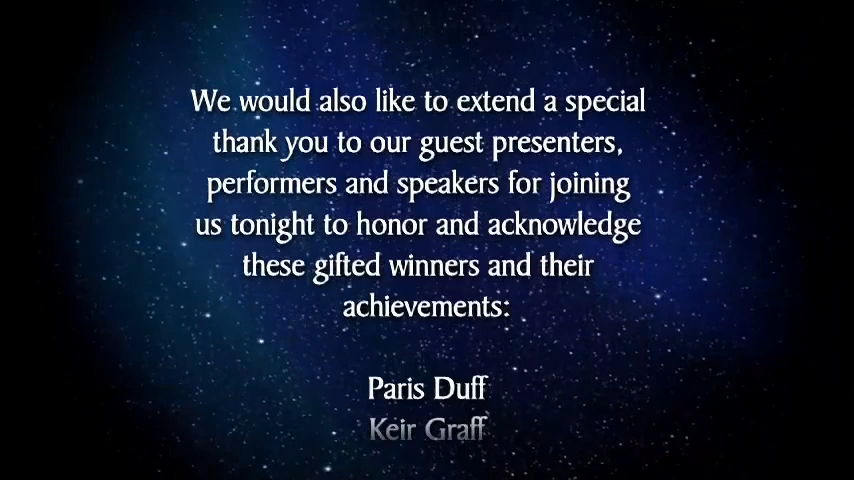 We would also like to extend a special
thank you to our guest presenters,
performers and speakers for joining
us tonight to honor and acknowledge
these gifted winners and their
achievements:
Paris Duff
Keir Graff